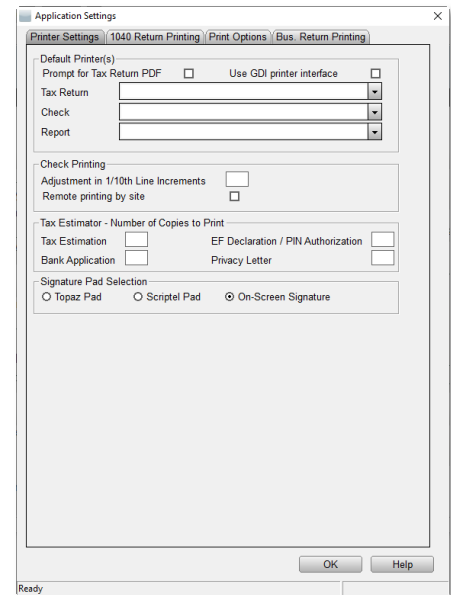 Application Settings
Printer Settings 1040 Return Printing Print Options Bus. Return Printing
Default Printer(s)
Prompt for Tax Return PDF Use GDI printer interface
Tax Return
Check
Report
Check Printing
Adjustment in 1/10th Line Increments
Remote printing by site
Tax Estimator - Number of Copies to Print
Tax Estimation EF Declaration / PIN Authorization
Bank Application Privacy Letter
Signature Pad Selection
Topaz Pad Scriptel Pad On-Screen Signature
OK Help
Ready